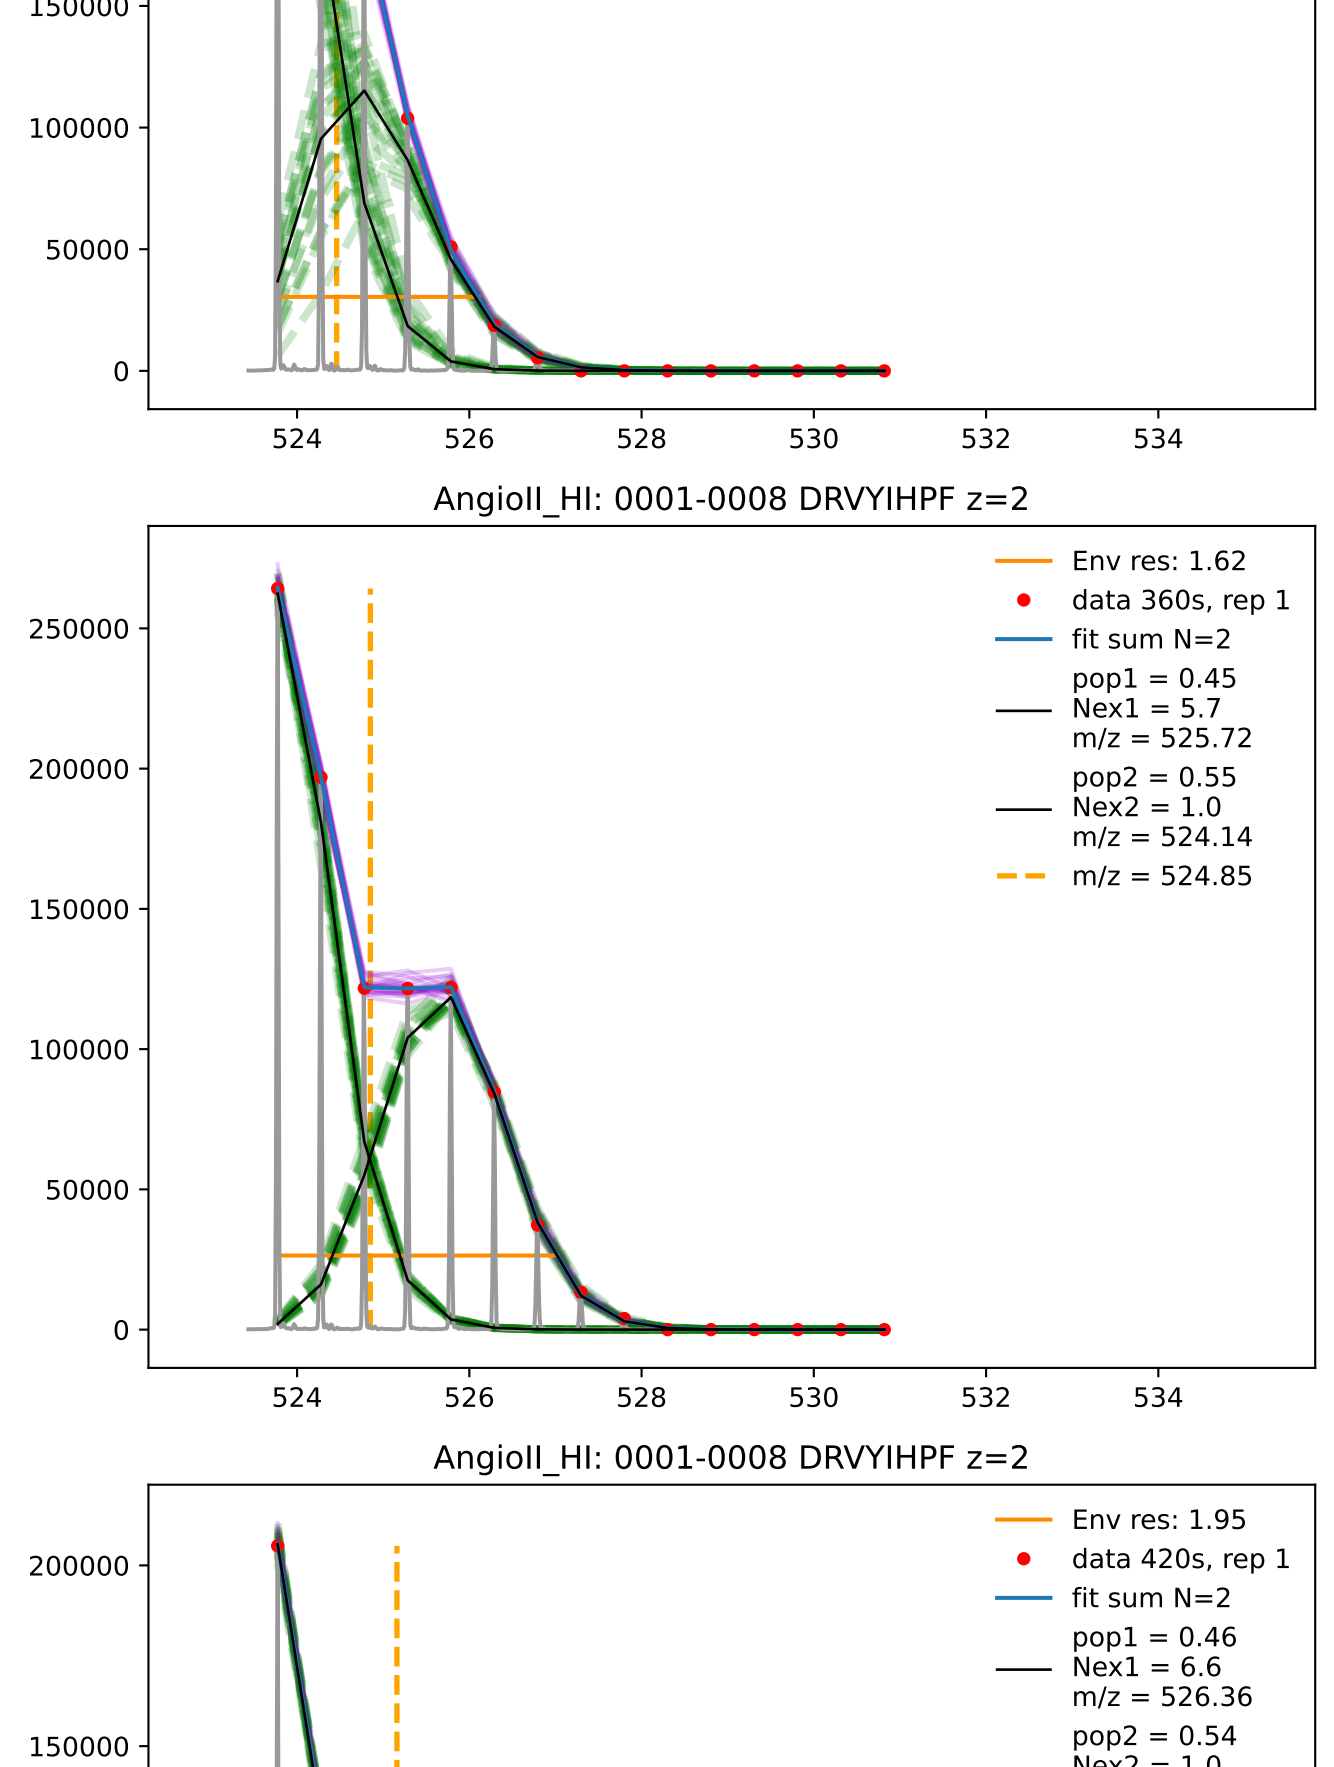 150000
100000
50000
0
524 526 528 530 532 534
AngioII_HI: 0001-0008 DRVYIHPF z=2
Env res: 1.62
data 360s, rep 1
fit sum N=2
pop1 = 0.45
Nex1 = 5.7
m/z = 525.72
pop2 = 0.55
Nex2 = 1.0
m/z = 524.14
m/z = 524.85
250000
200000
150000
100000
50000
0
524 526 528 530 532 534
AngioII_HI: 0001-0008 DRVYIHPF z=2
Env res: 1.95
data 420s, rep 1
fit sum N=2
pop1 = 0.46
Nex1 = 6.6
m/z = 526.36
pop2 = 0.54
Nex2 = 1.0
200000
150000